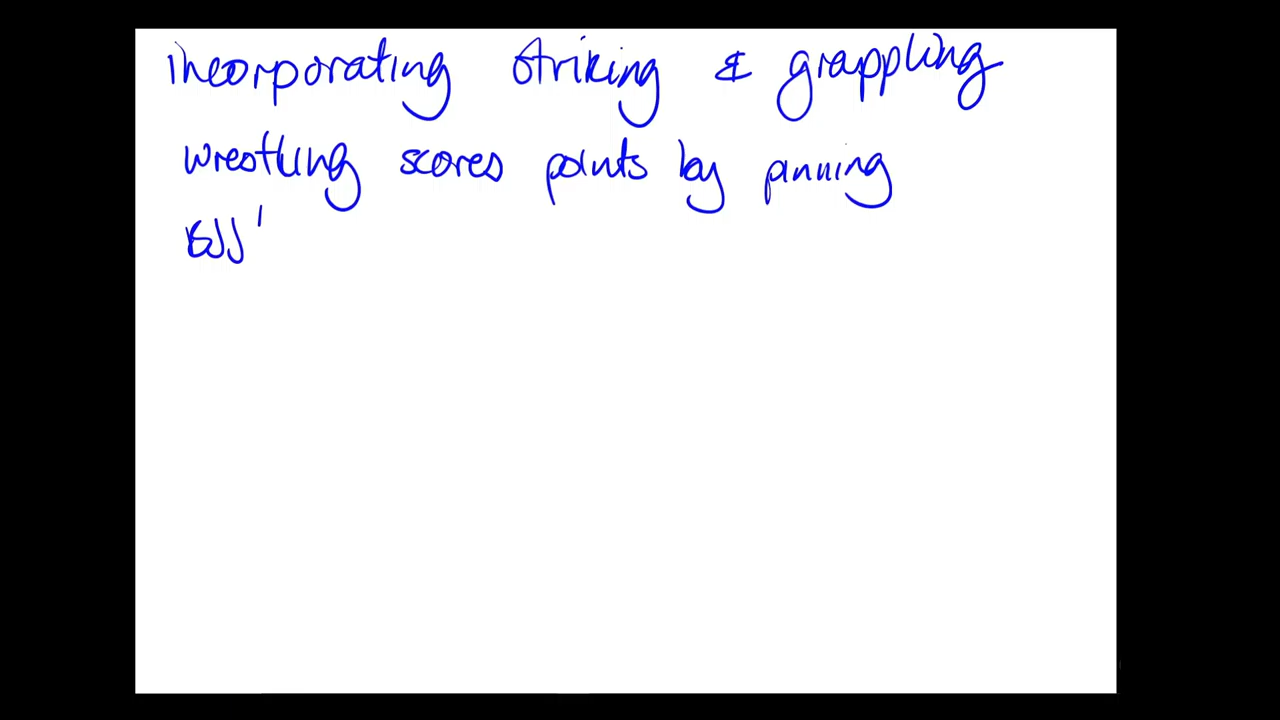 incorporating striking & grappling
wrestling scores points by pinning
BJJ '